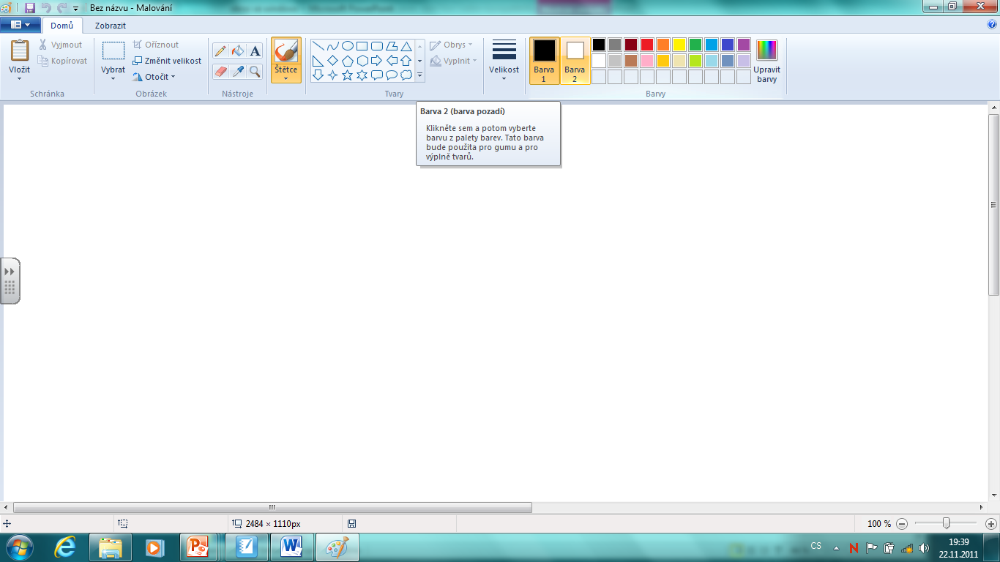 Bez názvu - Malování
Domů
Zobrazit
Vložit
Vyjmout
Kopírovat
Schránka
Vybrat
Oříznout
Změnit velikost
Otočit
Obrázek
A
Nástroje
Štětce
Tvary
Obrys
Vyplnit
Velikost
Barva
1
Barva
2
Upravit
barvy
Barvy
Barva 2 (barva pozadí)
Klikněte sem a potom vyberte
barvu z palety barev. Tato barva
bude použita pro gumu a pro
výplně tvarů.
2484 × 1110px
100 %
CS
19:39
22.11.2011